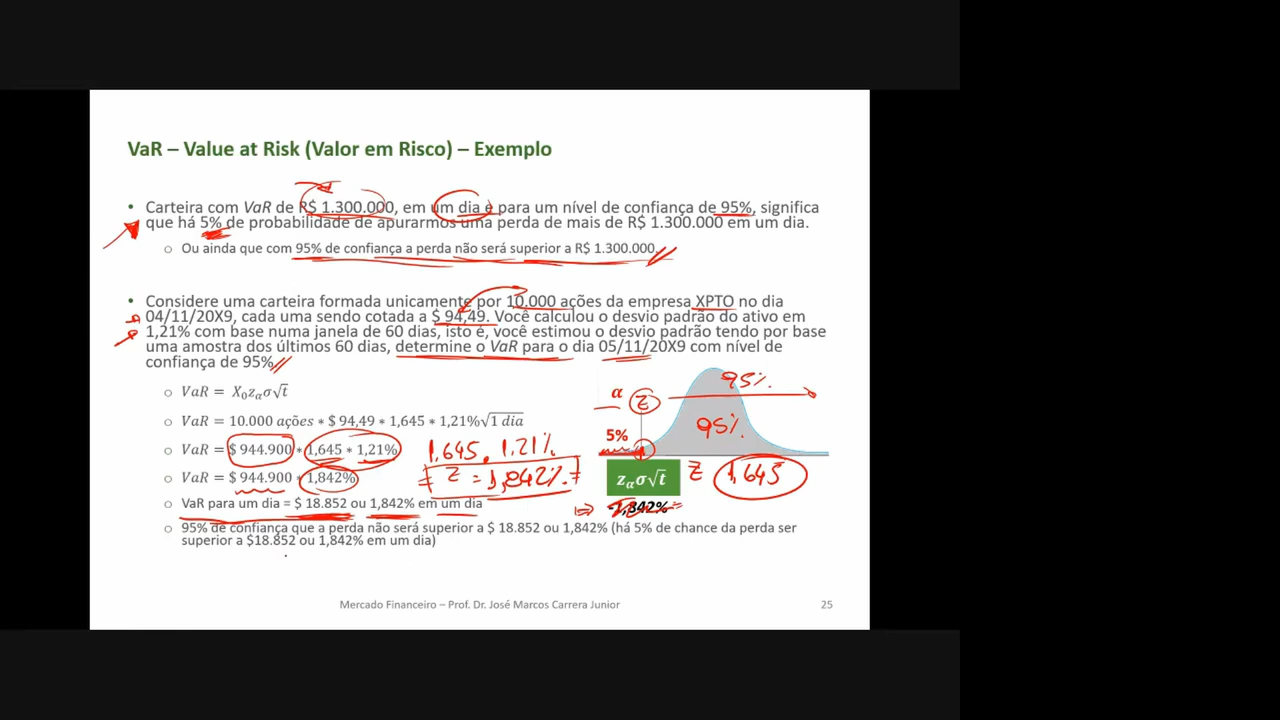 VaR – Value at Risk (Valor em Risco) – Exemplo
• Carteira com VaR de R$ 1.300.000, em um dia e para um nível de confiança de 95%, significa
que há 5% de probabilidade de apurarmos uma perda de mais de R$ 1.300.000 em um dia.
o Ou ainda que com 95% de confiança a perda não será superior a R$ 1.300.000.
• Considere uma carteira formada unicamente por 10.000 ações da empresa XPTO no dia
04/11/20X9, cada uma sendo cotada a $ 94,49. Você calculou o desvio padrão do ativo em
1,21% com base numa janela de 60 dias, isto é, você estimou o desvio padrão tendo por base
uma amostra dos últimos 60 dias, determine o VaR para o dia 05/11/20X9 com nível de
confiança de 95%
o VaR = X₀z_α σ√t
o VaR = 10.000 ações * $ 94,49 * 1,645 * 1,21%√1 dia
o VaR = $ 944.900 * 1,645 * 1,21%
o VaR = $ 944.900 * 1,842%
o VaR para um dia = $ 18.852 ou 1,842% em um dia
o 95% de confiança que a perda não será superior a $ 18.852 ou 1,842% (há 5% de chance da perda ser
superior a $18.852 ou 1,842% em um dia)
1,645 . 1,21%
z = 1,842%
95%
α
z
95%
5%
z_α σ√t
z 1,645
-1,842%
Mercado Financeiro – Prof. Dr. José Marcos Carrera Junior
25